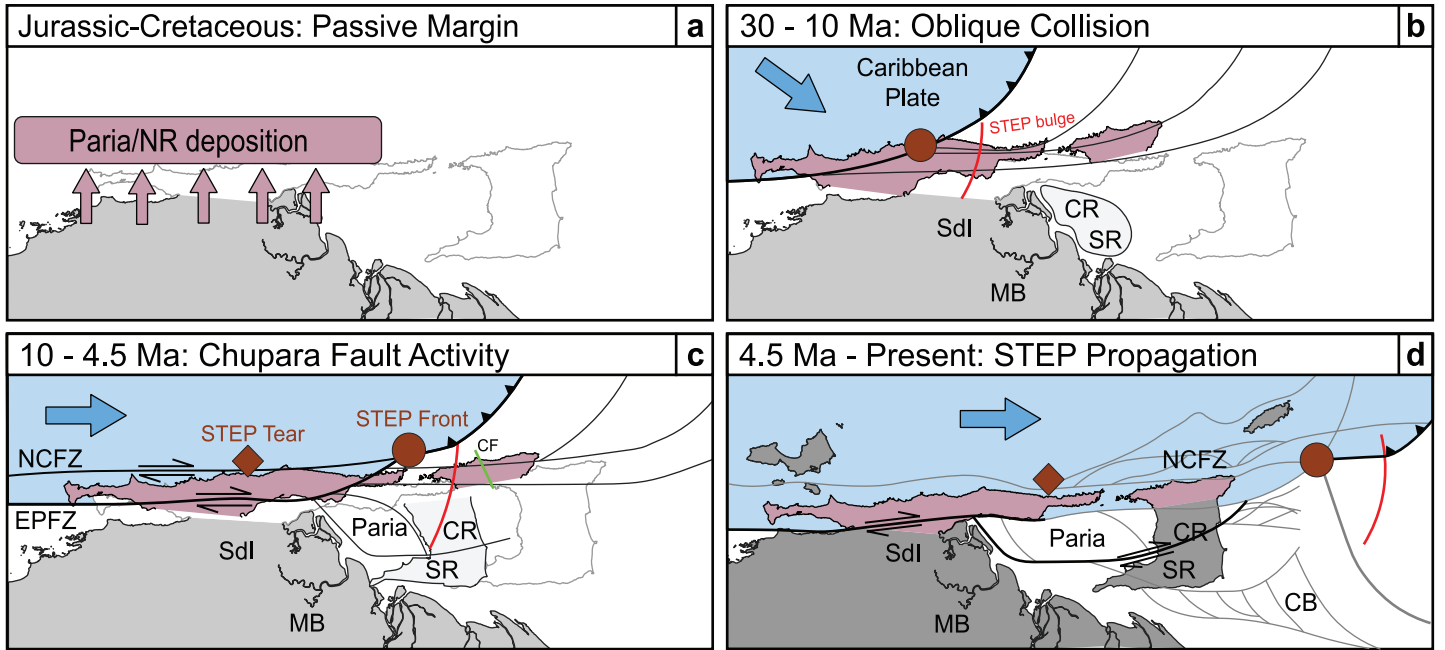 Jurassic-Cretaceous: Passive Margin
a
Paria/NR deposition
30 - 10 Ma: Oblique Collision
b
Caribbean
Plate
STEP bulge
CR
SR
SdI
MB
10 - 4.5 Ma: Chupara Fault Activity
c
STEP Tear
STEP Front
CF
NCFZ
EPFZ
Paria
CR
SdI
SR
MB
4.5 Ma - Present: STEP Propagation
d
NCFZ
Paria
CR
SdI
SR
CB
MB